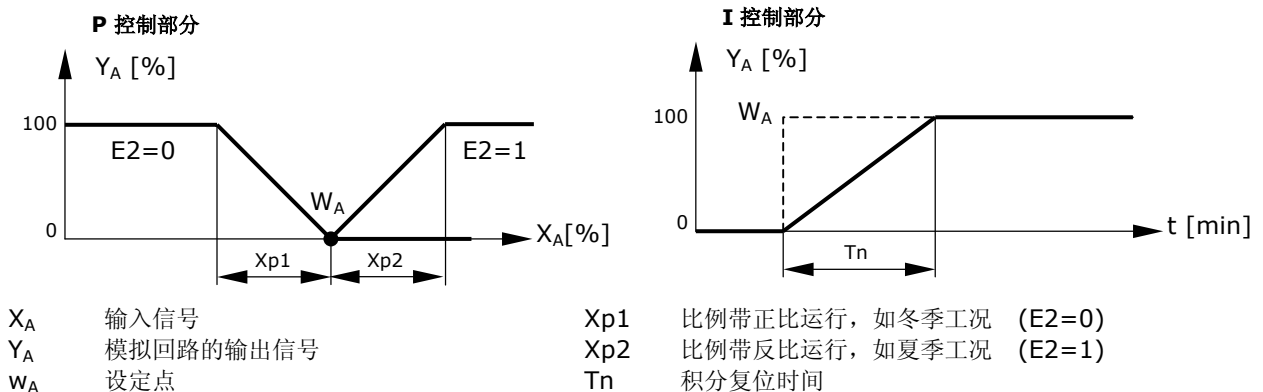 P 控制部分
Y_A [%]
100
E2=0
E2=1
W_A
0
X_A[%]
Xp1
Xp2
I 控制部分
Y_A [%]
100
W_A
0
t [min]
Tn
X_A 输入信号
Y_A 模拟回路的输出信号
w_A 设定点
Xp1 比例带正比运行，如冬季工况 (E2=0)
Xp2 比例带反比运行，如夏季工况 (E2=1)
Tn 积分复位时间